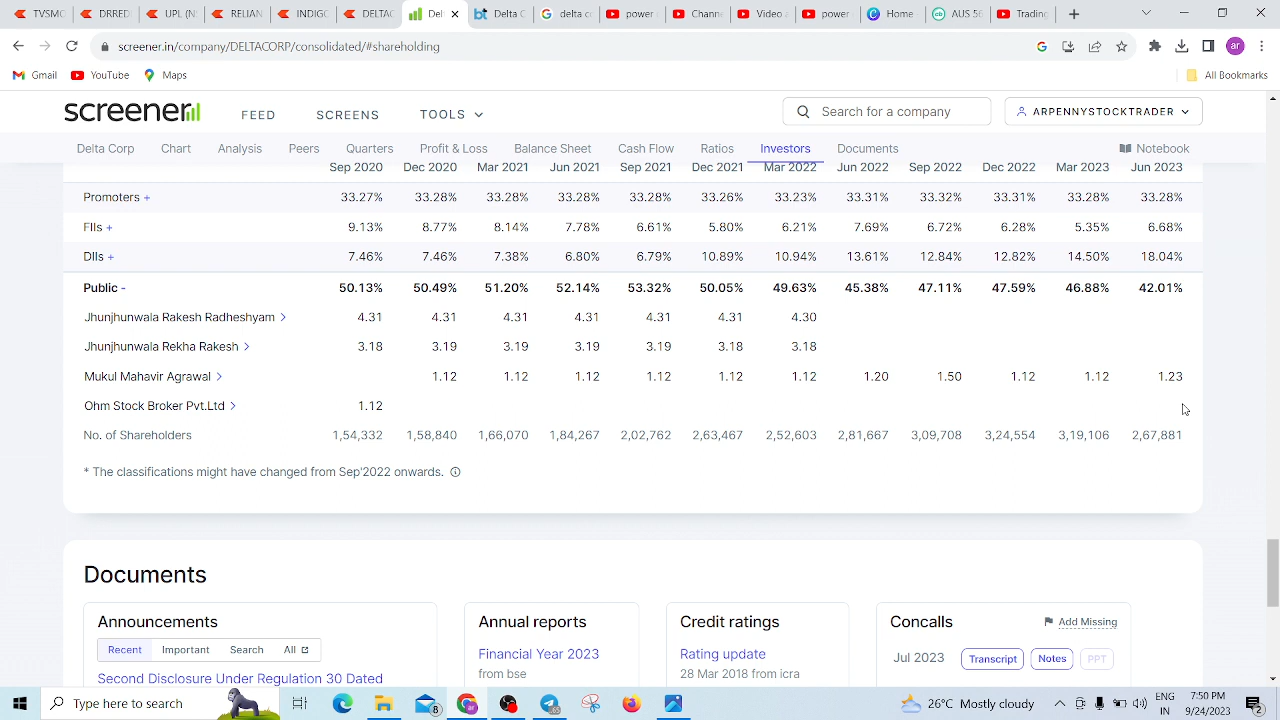 TVSMC
DRREDI
UPL (NS
RELIAN
INDIGO
DELTAC
Del
Delta C
delta co
power
Channe
Video a
power
Home
AUS 56
Trading
screener.in/company/DELTACORP/consolidated/#shareholding
ar
Gmail
YouTube
Maps
All Bookmarks
screener
FEED
SCREENS
TOOLS
Search for a company
ARPENNYSTOCKTRADER
Delta Corp Chart Analysis Peers Quarters Profit & Loss Balance Sheet Cash Flow Ratios Investors Documents Notebook
Sep 2020 Dec 2020 Mar 2021 Jun 2021 Sep 2021 Dec 2021 Mar 2022 Jun 2022 Sep 2022 Dec 2022 Mar 2023 Jun 2023
Promoters + 33.27% 33.28% 33.28% 33.28% 33.28% 33.26% 33.23% 33.31% 33.32% 33.31% 33.28% 33.28%
FIIs + 9.13% 8.77% 8.14% 7.78% 6.61% 5.80% 6.21% 7.69% 6.72% 6.28% 5.35% 6.68%
DIIs + 7.46% 7.46% 7.38% 6.80% 6.79% 10.89% 10.94% 13.61% 12.84% 12.82% 14.50% 18.04%
Public - 50.13% 50.49% 51.20% 52.14% 53.32% 50.05% 49.63% 45.38% 47.11% 47.59% 46.88% 42.01%
Jhunjhunwala Rakesh Radheshyam > 4.31 4.31 4.31 4.31 4.31 4.31 4.30
Jhunjhunwala Rekha Rakesh > 3.18 3.19 3.19 3.19 3.19 3.18 3.18
Mukul Mahavir Agrawal > 1.12 1.12 1.12 1.12 1.12 1.12 1.20 1.50 1.12 1.12 1.23
Ohm Stock Broker Pvt.Ltd > 1.12
No. of Shareholders 1,54,332 1,58,840 1,66,070 1,84,267 2,02,762 2,63,467 2,52,603 2,81,667 3,09,708 3,24,554 3,19,106 2,67,881
* The classifications might have changed from Sep'2022 onwards.
Documents
Announcements
Recent Important Search All
Second Disclosure Under Regulation 30 Dated
Annual reports
Financial Year 2023
from bse
Credit ratings
Rating update
28 Mar 2018 from icra
Concalls
Add Missing
Jul 2023 Transcript Notes PPT
Type here to search
26°C Mostly cloudy
ENG
IN
7:50 PM
9/24/2023